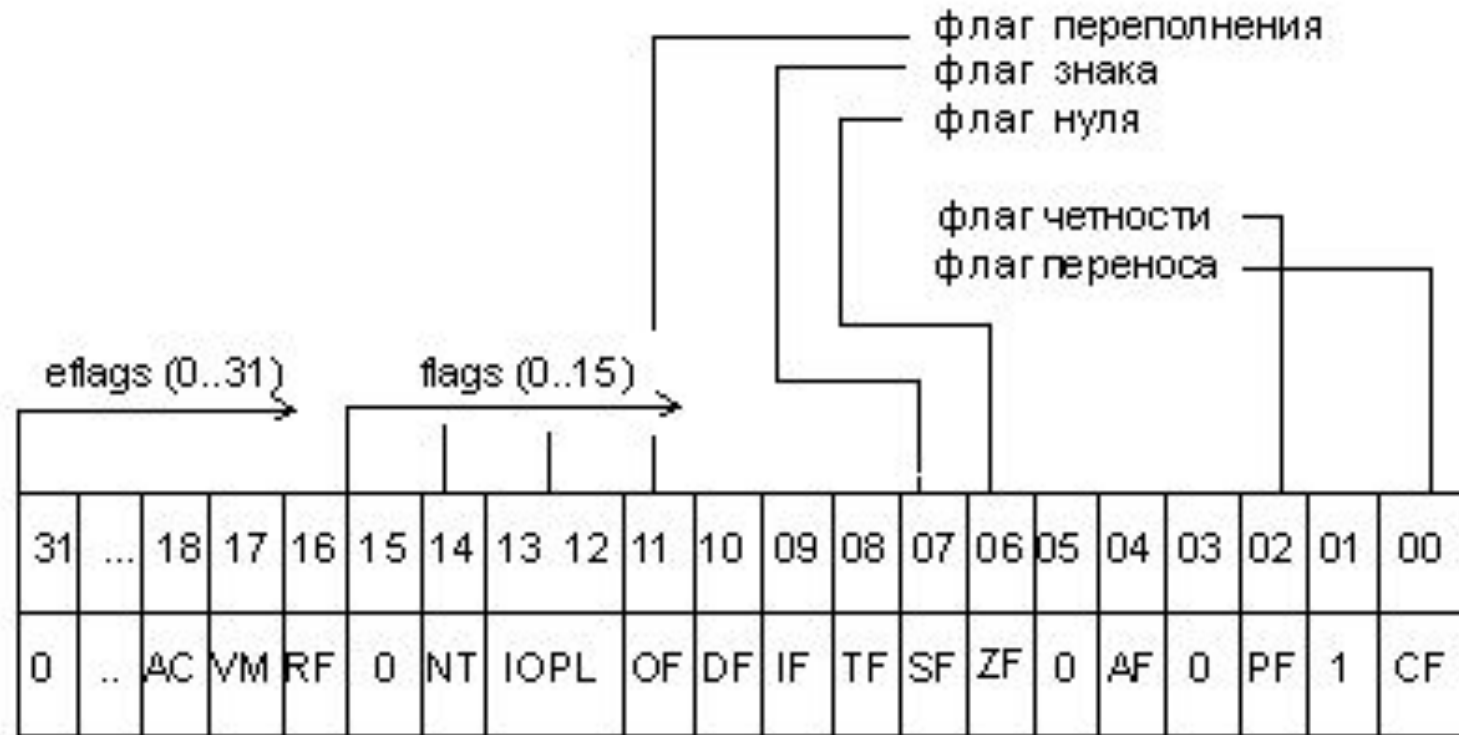 флаг переполнения
флаг знака
флаг нуля
флаг четности
флаг переноса
eflags (0..31) flags (0..15)
31 ... 18 17 16 15 14 13 12 11 10 09 08 07 06 05 04 03 02 01 00
0 .. AC VM RF 0 NT IOPL OF DF IF TF SF ZF 0 AF 0 PF 1 CF